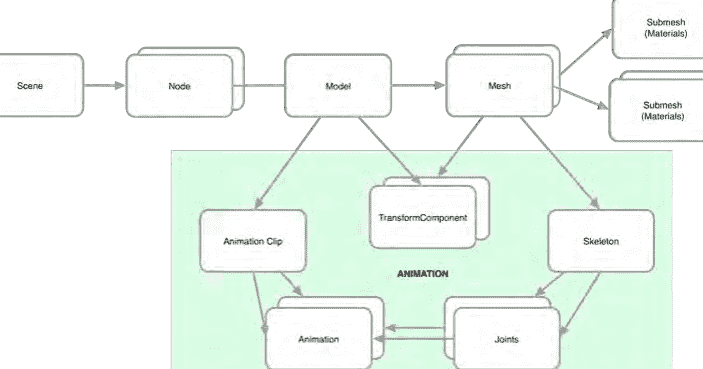 Submesh
(Materials)
Scene
Node
Model
Mesh
Submesh
(Materials)
TransformComponent
Animation Clip
Skeleton
ANIMATION
Animation
Joints